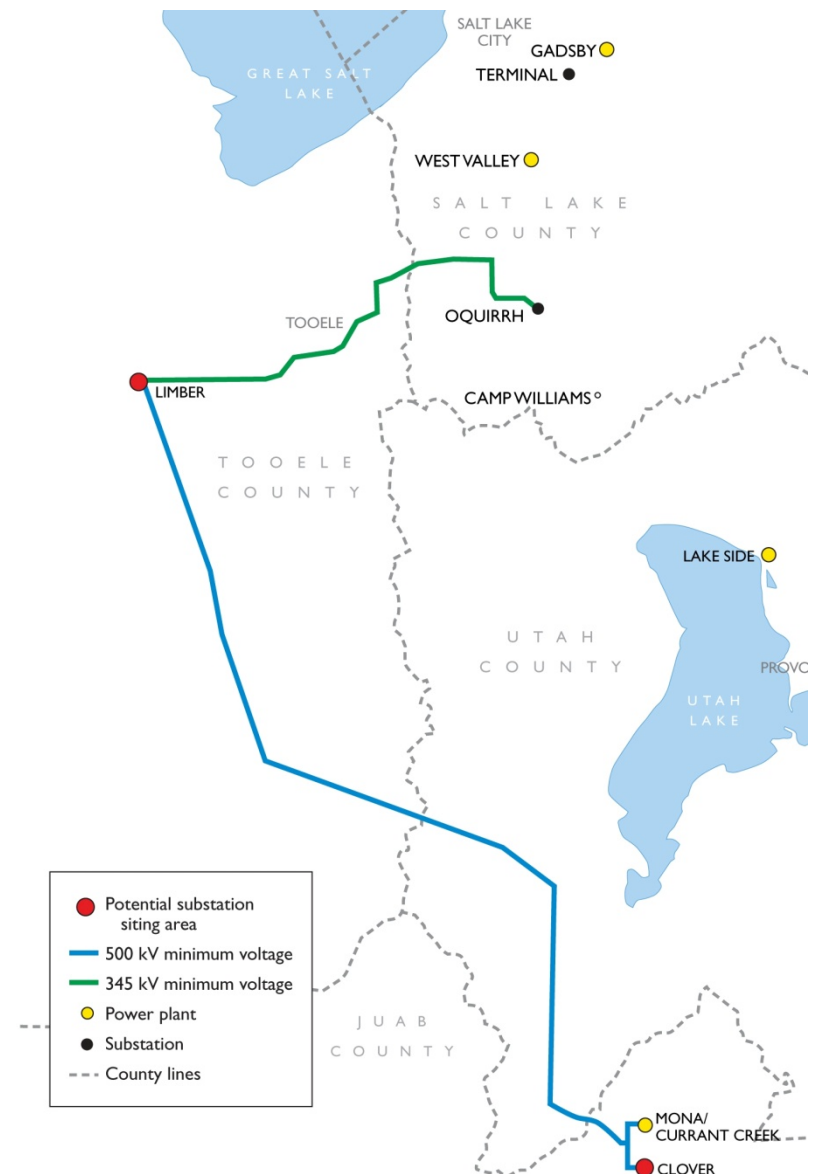 SALT LAKE
CITY
GADSBY
TERMINAL
GREAT SALT
LAKE
WEST VALLEY
SALT LAKE
COUNTY
TOOELE
OQUIRRH
LIMBER
CAMP WILLIAMS
TOOELE
COUNTY
LAKE SIDE
UTAH
COUNTY
PROVO
UTAH
LAKE
Potential substation
siting area
500 kV minimum voltage
345 kV minimum voltage
Power plant
Substation
County lines
JUAB
COUNTY
MONA/
CURRANT CREEK
CLOVER